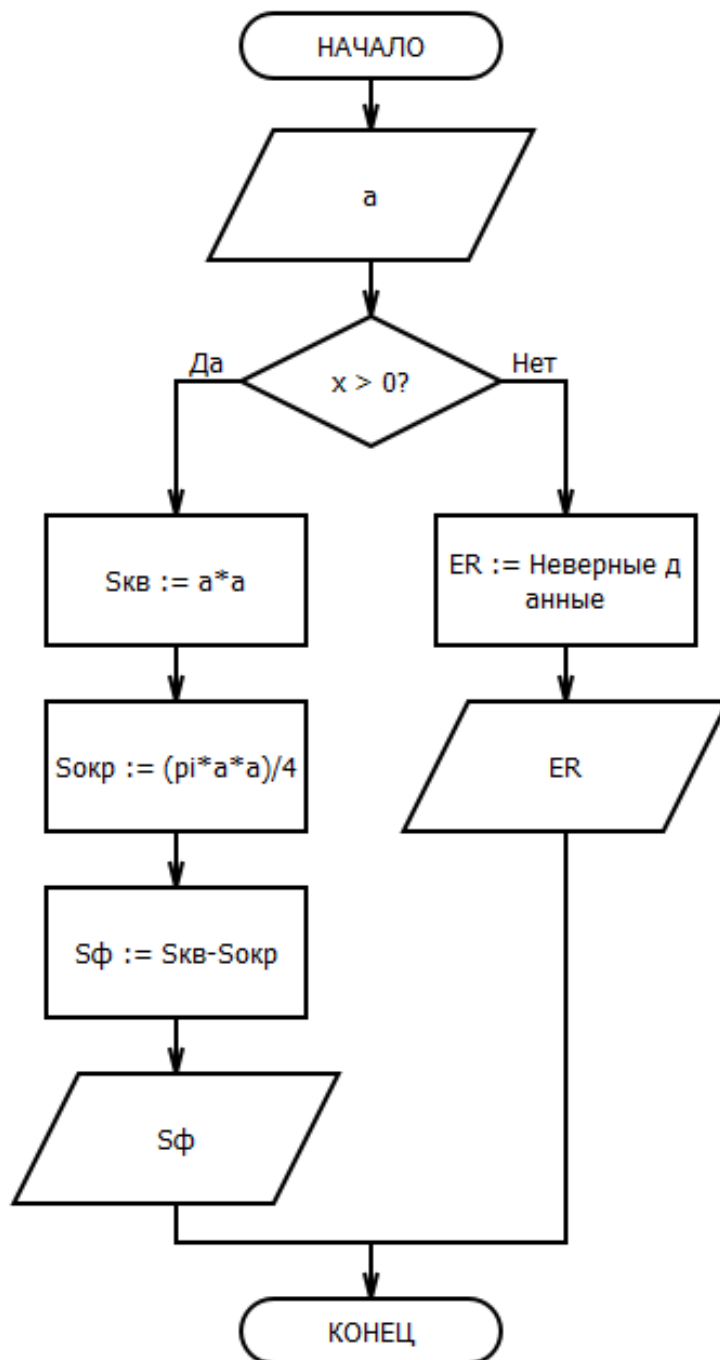 НАЧАЛО
a
x > 0?
Да
Нет
Sкв := a*a
Sокр := (pi*a*a)/4
Sф := Sкв-Sокр
Sф
ER := Неверные д
анные
ER
КОНЕЦ